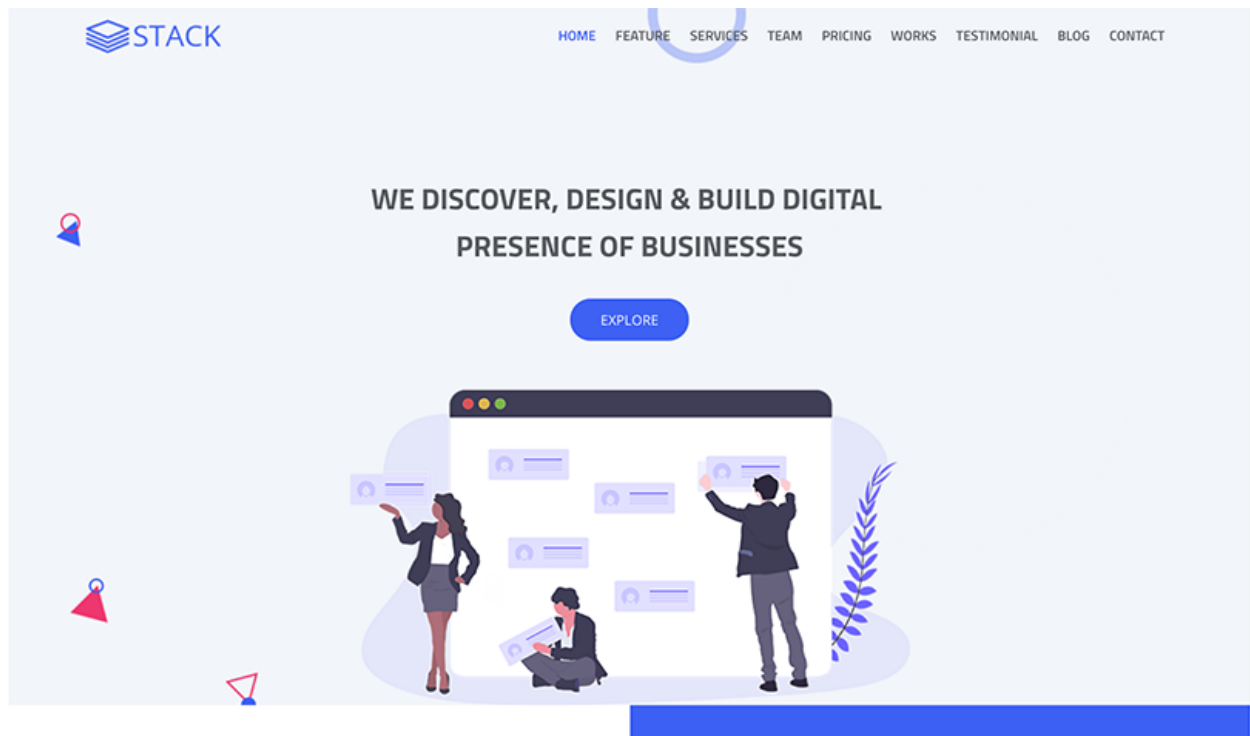 STACK
HOME FEATURE SERVICES TEAM PRICING WORKS TESTIMONIAL BLOG CONTACT
WE DISCOVER, DESIGN & BUILD DIGITAL
PRESENCE OF BUSINESSES
EXPLORE